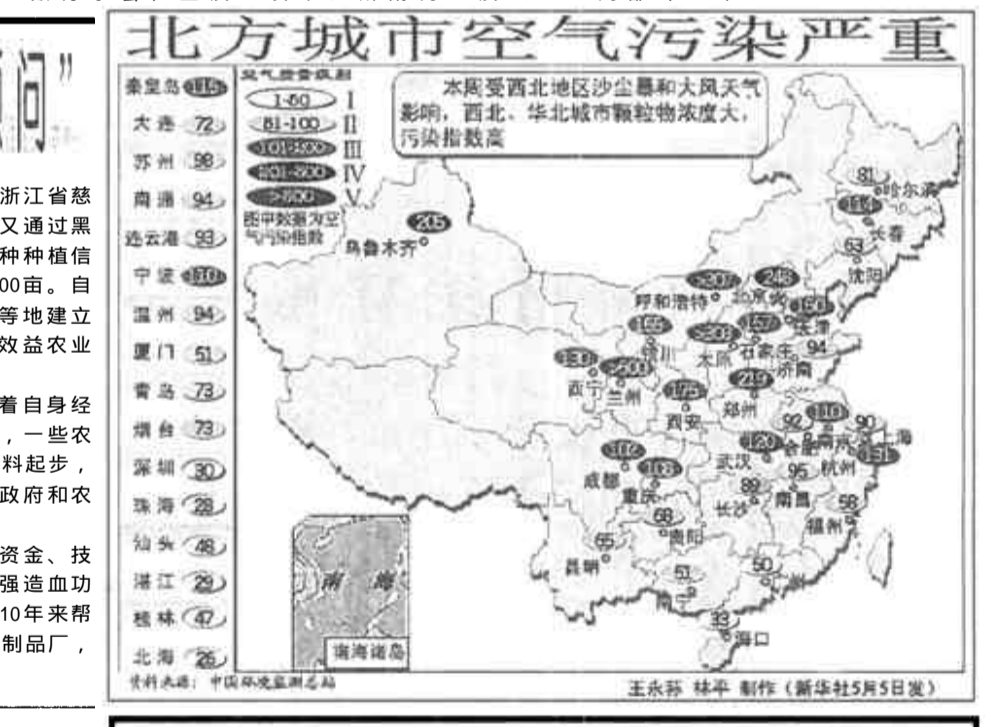 浙江省慈
又通过黑
种种植信
00亩。自
等地建立
效益农业
着自身经
，一些农
料起步，
政府和农
资金、技
强造血功
10年来帮
制品厂，
北方城市空气污染严重
秦皇岛 115
大连 72
苏州 98
南通 94
连云港 93
宁波 110
温州 94
厦门 51
青岛 73
烟台 73
深圳 30
珠海 28
汕头 48
湛江 29
桂林 47
北海 26
空气质量级别
I
51-100 II
III
IV
V
图中数据为空
气污染指数
本周受西北地区沙尘暴和大风天气
影响，西北、华北城市颗粒物浓度大，
污染指数高
81
哈尔滨
长春
63
沈阳
205
乌鲁木齐
呼和浩特
248
北京
150
天津
165
银川
太原
157
石家庄
94
济南
西宁
兰州
175
西安
219
郑州
92
合肥
110
南京
90
上海
131
杭州
107
成都
108
重庆
120
武汉
95
南昌
89
长沙
58
福州
68
贵阳
65
昆明
51
南宁
50
广州
33
海口
南海
南海诸岛
资料来源：中国环境监测总站
王永荪 林平 制作（新华社5月5日发）